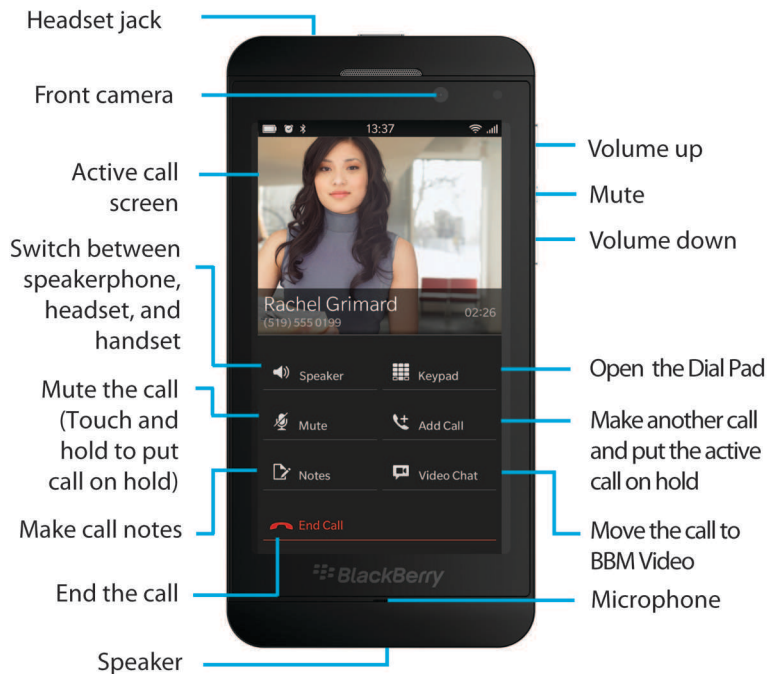 Headset jack
Front camera
Active call
screen
Switch between
speakerphone,
headset, and
handset
Mute the call
(Touch and
hold to put
call on hold)
Make call notes
End the call
Speaker
13:37
Rachel Grimard
(519) 555 0199
02:26
Speaker
Keypad
Mute
Add Call
Notes
Video Chat
End Call
BlackBerry
Volume up
Mute
Volume down
Open the Dial Pad
Make another call
and put the active
call on hold
Move the call to
BBM Video
Microphone